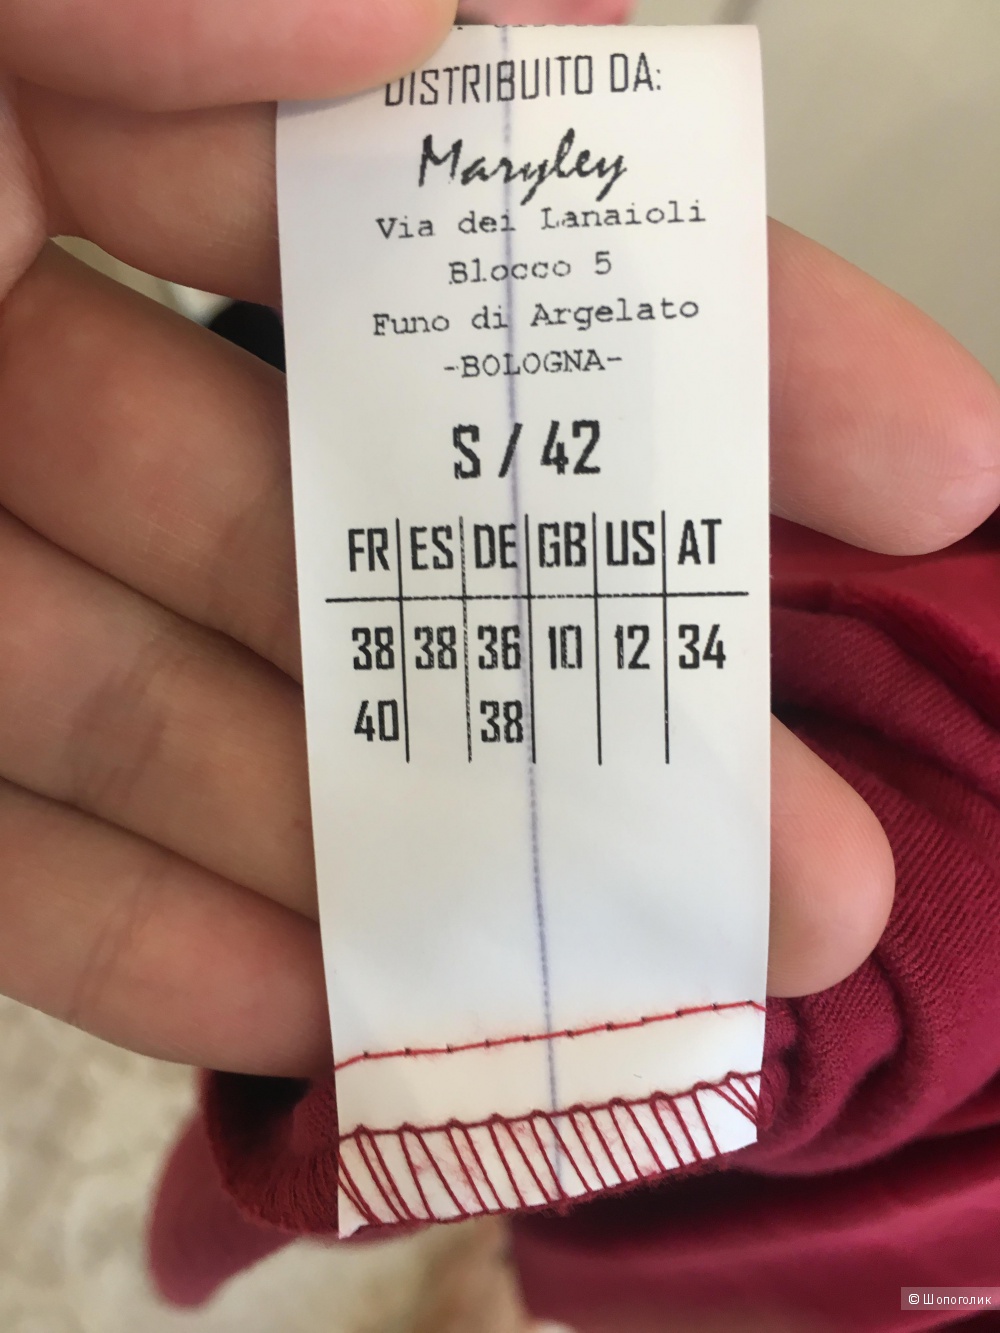 DISTRIBUITO DA:
Maryley
Via dei Lanaioli
Blocco 5
Funo di Argelato
-BOLOGNA-
S / 42
FR ES DE GB US AT
38 38 36 10 12 34
40 38
© Шопоголик